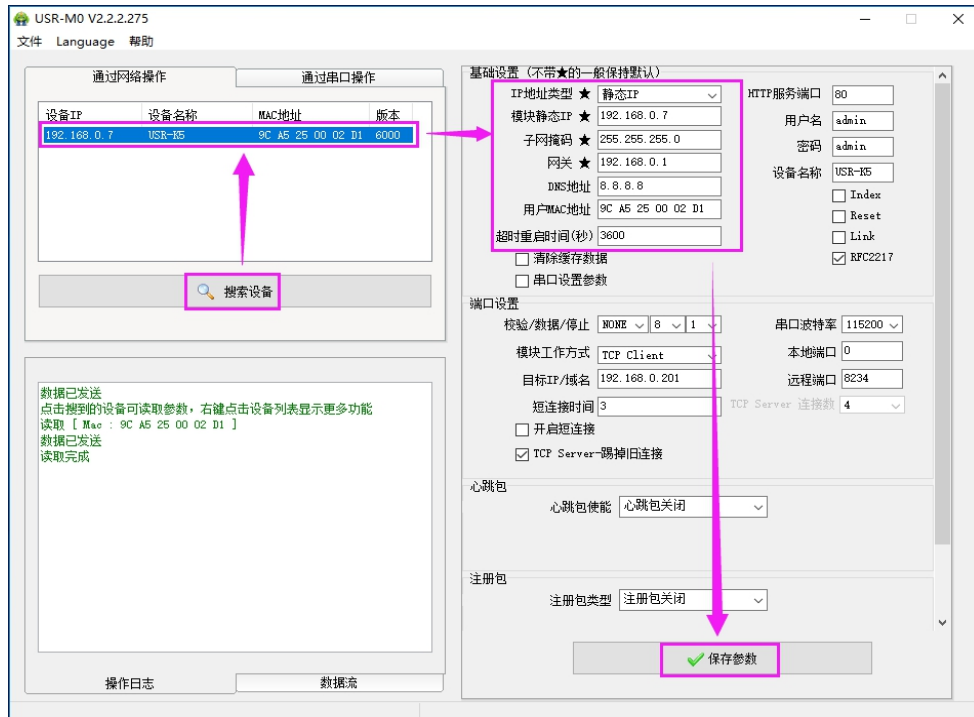 USR-M0 V2.2.2.275
文件 Language 帮助
通过网络操作 通过串口操作
设备IP 设备名称 MAC地址 版本
192.168.0.7 USR-K5 9C A5 25 00 02 D1 6000
搜索设备
数据已发送
点击搜到的设备可读取参数，右键点击设备列表显示更多功能
读取 [ Mac : 9C A5 25 00 02 D1 ]
数据已发送
读取完成
操作日志 数据流
基础设置（不带★的一般保持默认）
IP地址类型 ★ 静态IP HTTP服务端口 80
模块静态IP ★ 192.168.0.7 用户名 admin
子网掩码 ★ 255.255.255.0 密码 admin
网关 ★ 192.168.0.1 设备名称 USR-K5
DNS地址 8.8.8.8 Index
用户MAC地址 9C A5 25 00 02 D1 Reset
超时重启时间(秒) 3600 Link
清除缓存数据 RFC2217
串口设置参数
端口设置
校验/数据/停止 NONE 8 1 串口波特率 115200
模块工作方式 TCP Client 本地端口 0
目标IP/域名 192.168.0.201 远程端口 8234
短连接时间 3 TCP Server 连接数 4
开启短连接
TCP Server-踢掉旧连接
心跳包
心跳包使能 心跳包关闭
注册包
注册包类型 注册包关闭
保存参数